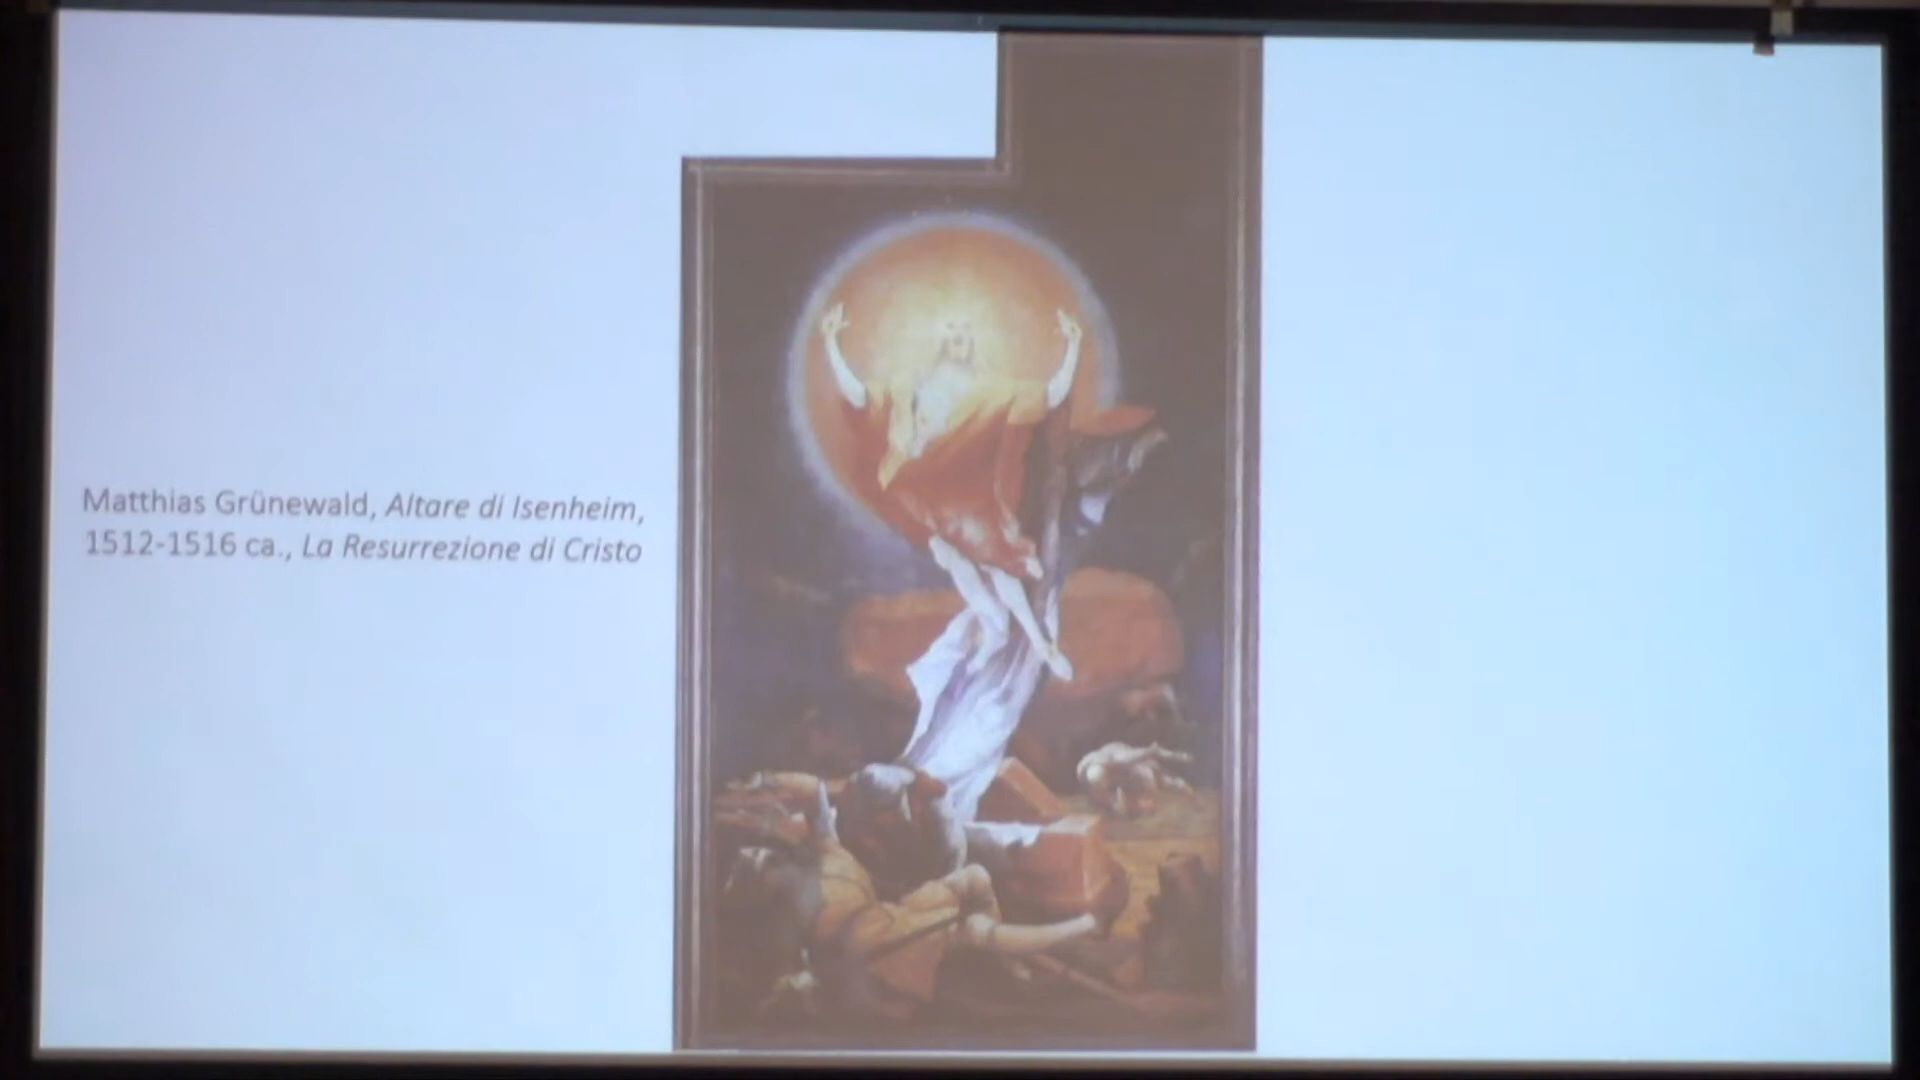 Matthias Grünewald, Altare di Isenheim,
1512-1516 ca., La Resurrezione di Cristo